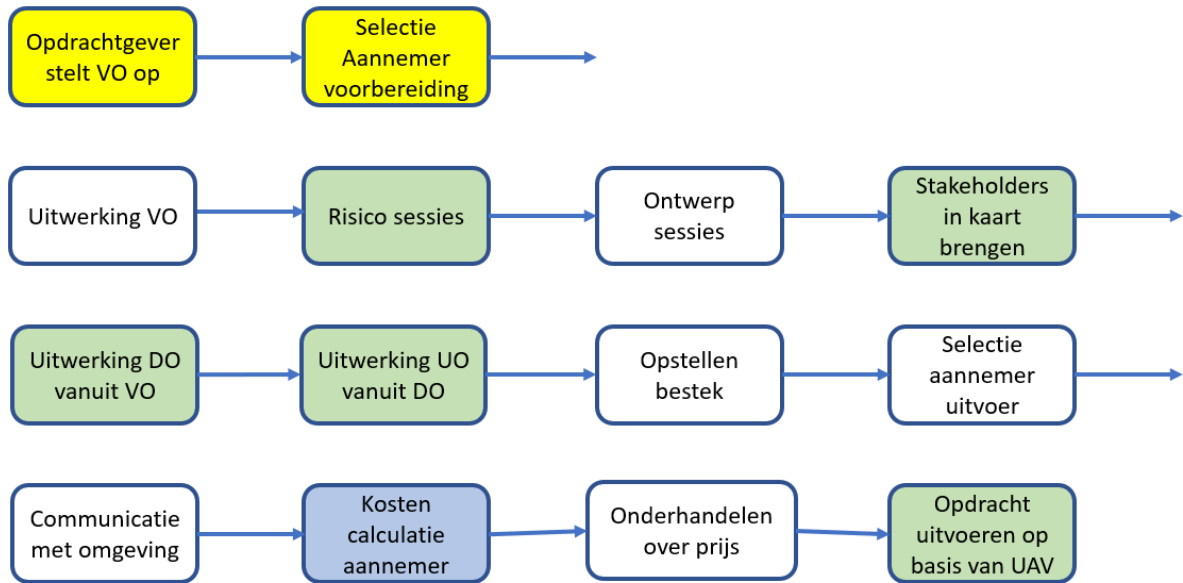 Opdrachtgever
stelt VO op
Selectie
Aannemer
voorbereiding
Uitwerking VO
Risico sessies
Ontwerp
sessies
Stakeholders
in kaart
brengen
Uitwerking DO
vanuit VO
Uitwerking UO
vanuit DO
Opstellen
bestek
Selectie
aannemer
uitvoer
Communicatie
met omgeving
Kosten
calculatie
aannemer
Onderhandelen
over prijs
Opdracht
uitvoeren op
basis van UAV